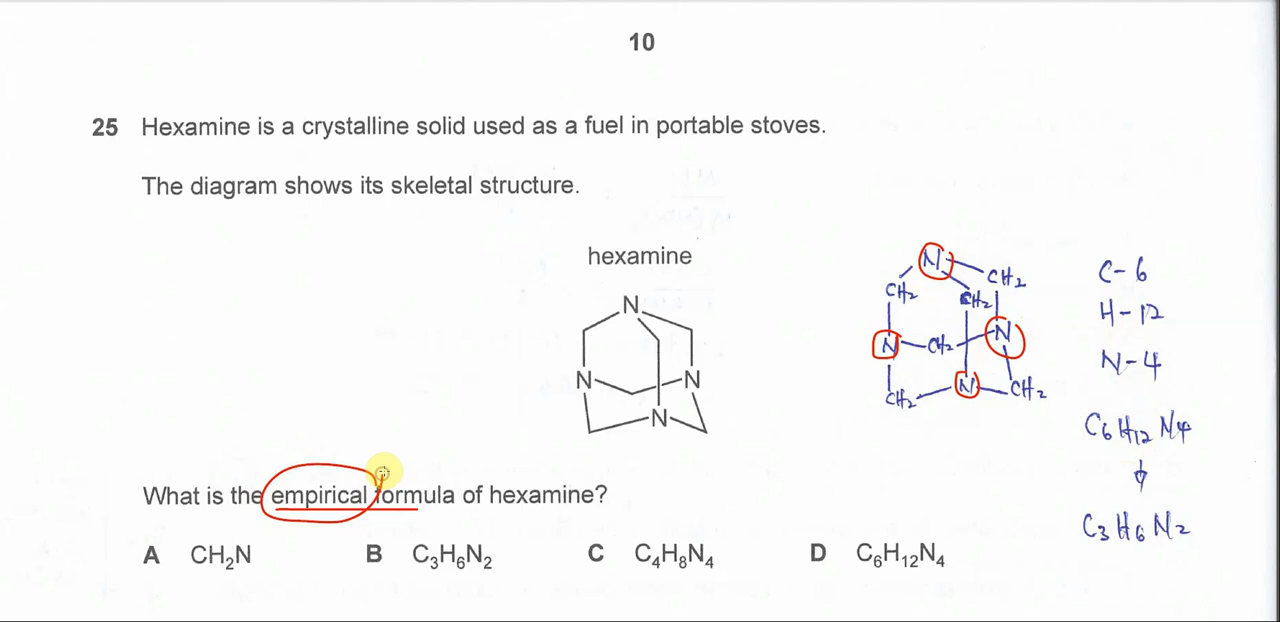 10
25 Hexamine is a crystalline solid used as a fuel in portable stoves.
The diagram shows its skeletal structure.
hexamine
N
N N
N
N
CH₂ CH₂ CH₂
N CH₂ N
CH₂ N CH₂
C-6
H-12
N-4
C₆H₁₂N₄
C₃H₆N₂
What is the empirical formula of hexamine?
A CH₂N B C₃H₆N₂ C C₄H₈N₄ D C₆H₁₂N₄